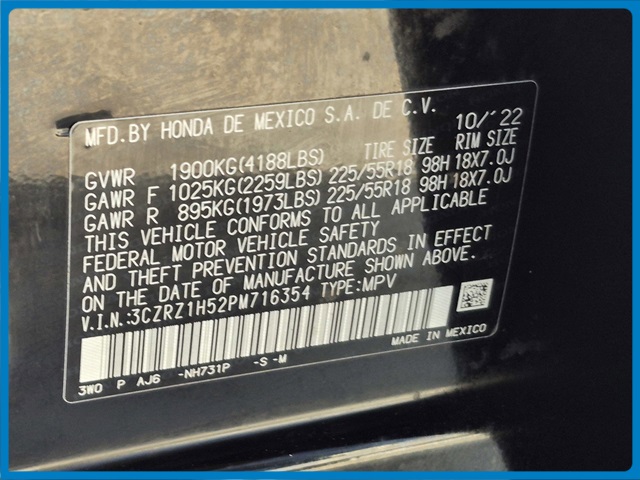 MFD. BY HONDA DE MEXICO S.A. DE C.V. 10/'22
TIRE SIZE RIM SIZE
GVWR 1900KG(4188LBS)
GAWR F 1025KG(2259LBS) 225/55R18 98H 18X7.0J
GAWR R 895KG(1973LBS) 225/55R18 98H 18X7.0J
THIS VEHICLE CONFORMS TO ALL APPLICABLE
FEDERAL MOTOR VEHICLE SAFETY
AND THEFT PREVENTION STANDARDS IN EFFECT
ON THE DATE OF MANUFACTURE SHOWN ABOVE.
V.I.N.:3CZRZ1H52PM716354 TYPE:MPV
MADE IN MEXICO
3W0 P AJ6 -NH731P -S -M